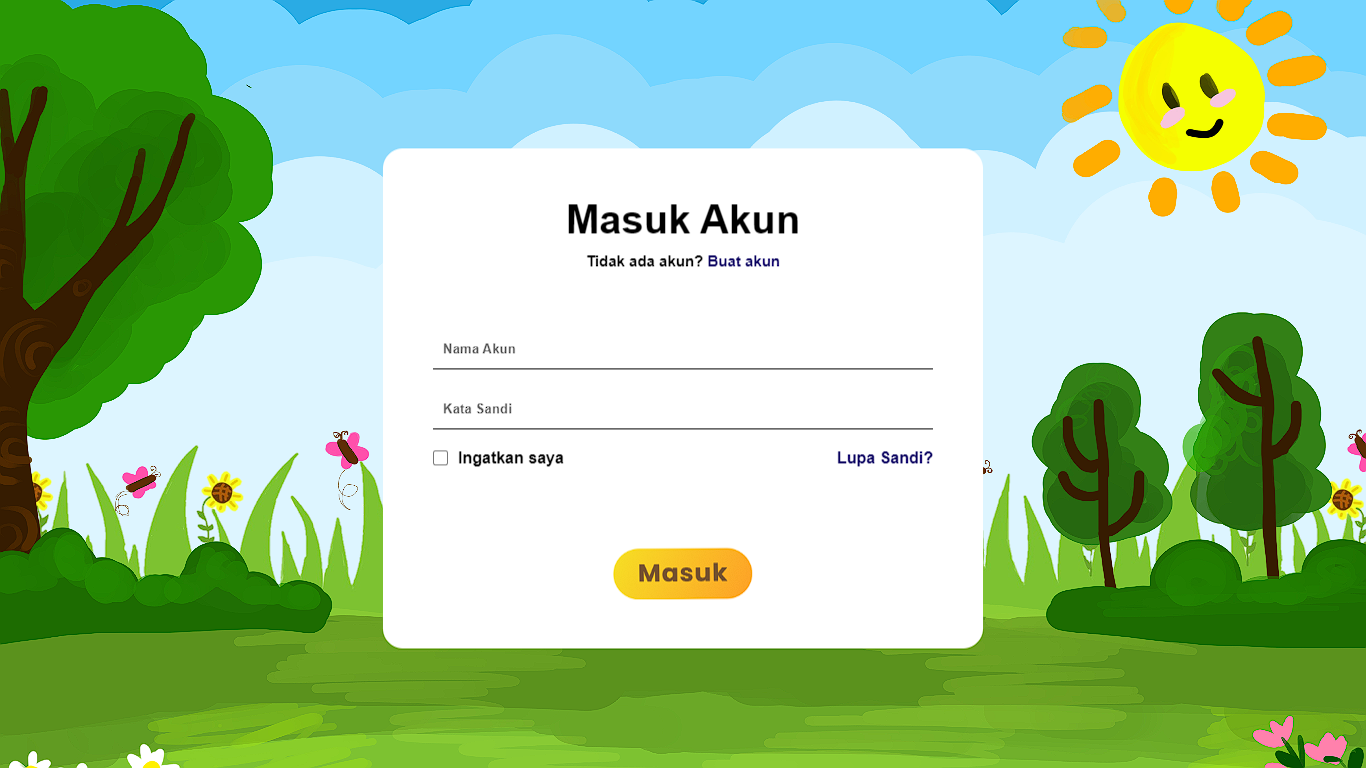 Masuk Akun
Tidak ada akun? Buat akun
Nama Akun
Kata Sandi
Ingatkan saya Lupa Sandi?
Masuk